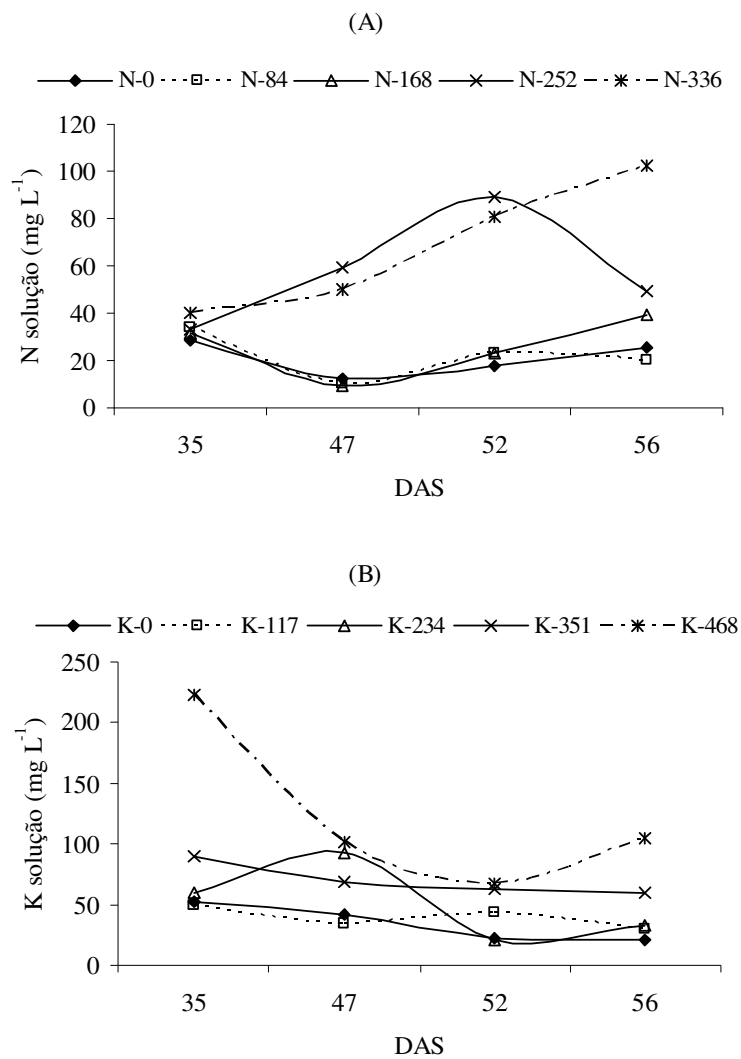 (A)
N-0 N-84 N-168 N-252 N-336
120
100
80
60
40
20
0
N solução (mg L⁻¹)
35 47 52 56
DAS
(B)
K-0 K-117 K-234 K-351 K-468
250
200
150
100
50
0
K solução (mg L⁻¹)
35 47 52 56
DAS